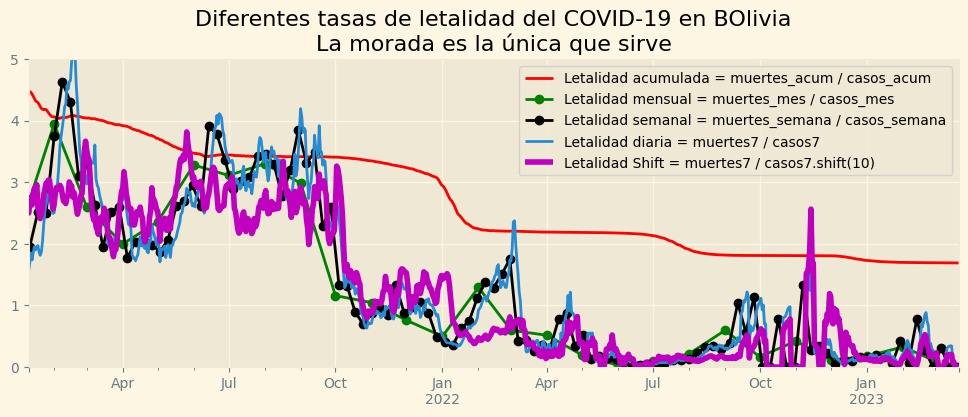 Diferentes tasas de letalidad del COVID-19 en BOlivia
La morada es la única que sirve
Letalidad acumulada = muertes_acum / casos_acum
Letalidad mensual = muertes_mes / casos_mes
Letalidad semanal = muertes_semana / casos_semana
Letalidad diaria = muertes7 / casos7
Letalidad Shift = muertes7 / casos7.shift(10)
5
4
3
2
1
0
Apr Jul Oct Jan Apr Jul Oct Jan
2022 2023